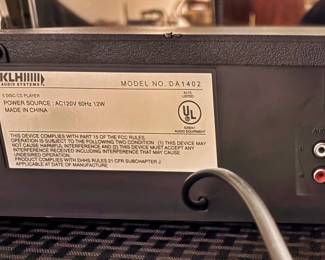 KLH
AUDIO SYSTEMS
MODEL NO. DA1402
5 DISC CD PLAYER
POWER SOURCE : AC120V 60Hz 12W
MADE IN CHINA
LISTED
UL
AUDIO EQUIPMENT
THIS DEVICE COMPLIES WITH PART 15 OF THE FCC RULES
OPERATION IS SUBJECT TO THE FOLLOWING TWO CONDITION : (1) THIS DEVICE MAY
NOT CAUSE HARMFUL INTERFERENCE AND (2) THIS DEVICE MUST ACCEPT
ANY INTERFERENCE RECEIVED INCLUDING INTERFERENCE THAT MAY CAUSE
UNDESIRED OPERATION.
PRODUCT COMPLY WITH DHHS RULES 21 CFR SUBCHAPTER J
APPLICABLE AT DATE OF MANUFACTURE